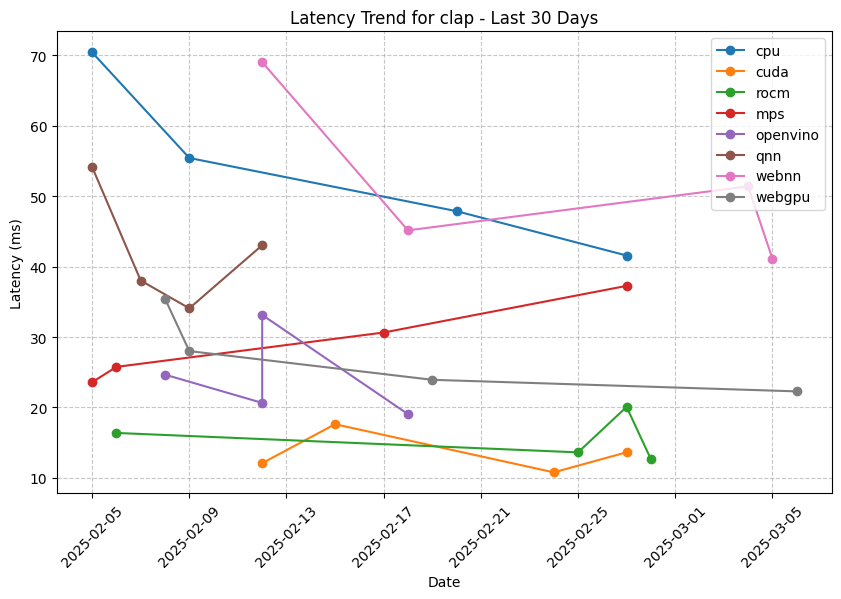 Latency Trend for clap - Last 30 Days
70
60
50
40
30
20
10
Latency (ms)
cpu
cuda
rocm
mps
openvino
qnn
webnn
webgpu
2025-02-05
2025-02-09
2025-02-13
2025-02-17
2025-02-21
2025-02-25
2025-03-01
2025-03-05
Date